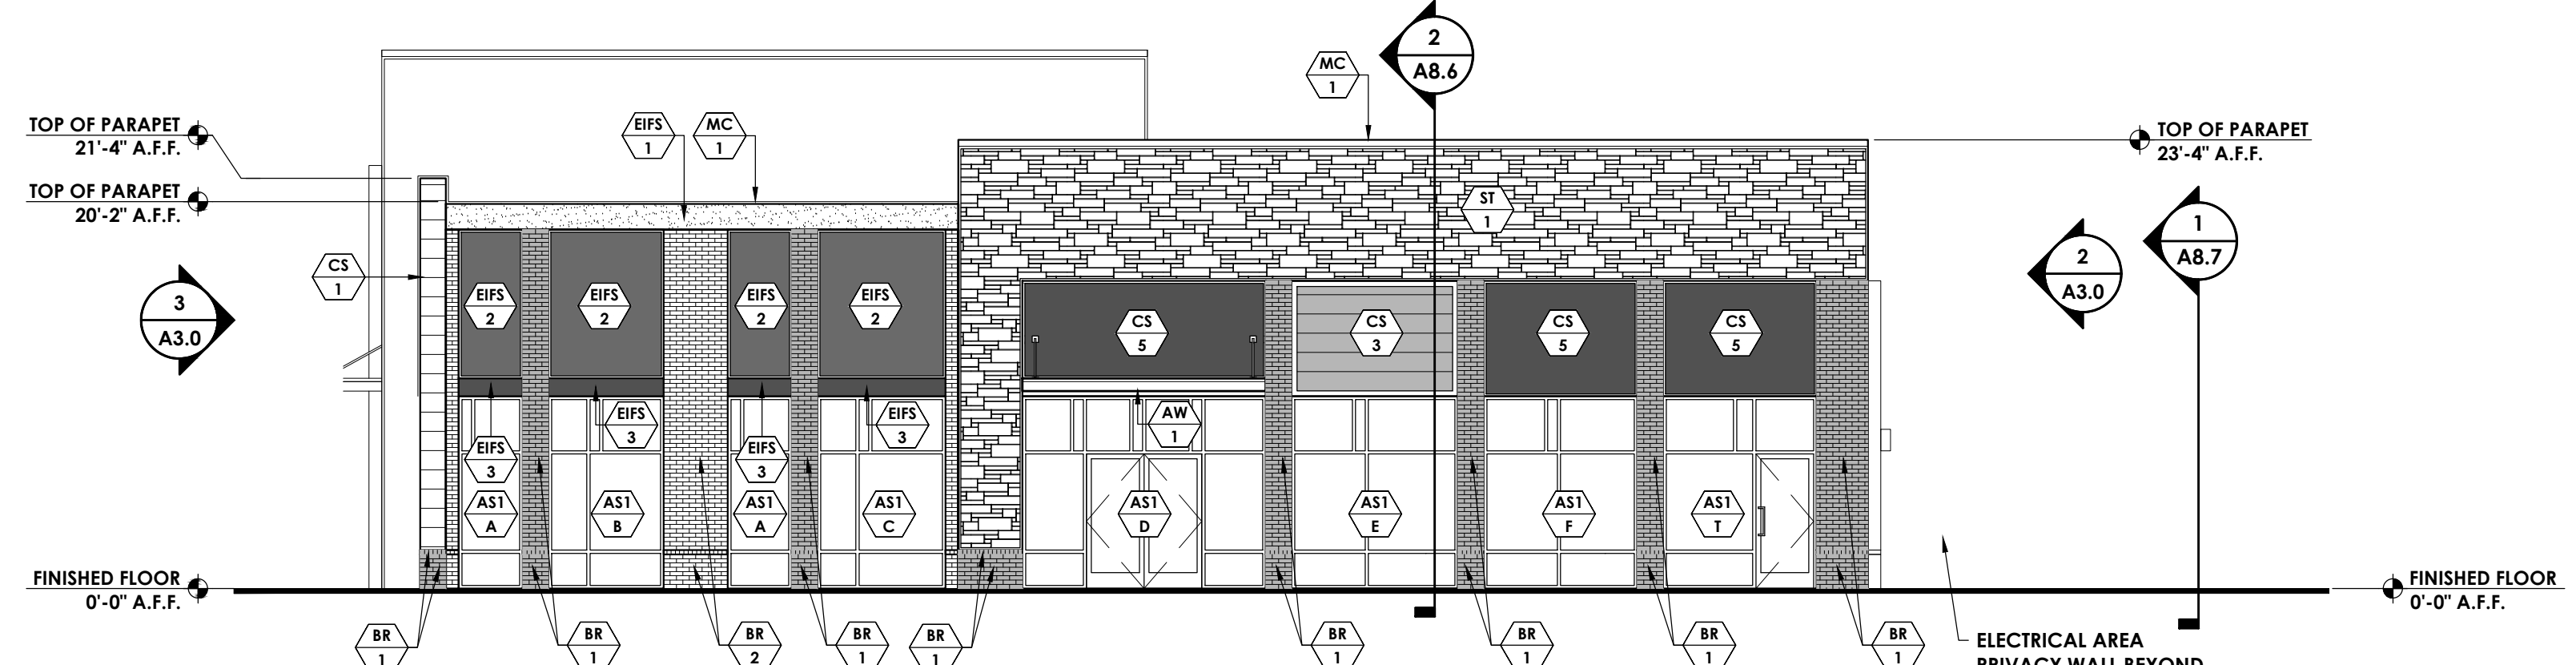 2
A8.6
MC
1
TOP OF PARAPET
21'-4" A.F.F.
EIFS
1
MC
1
TOP OF PARAPET
23'-4" A.F.F.
TOP OF PARAPET
20'-2" A.F.F.
ST
1
1
A8.7
CS
1
2
A3.0
3
A3.0
EIFS
2
EIFS
2
EIFS
2
EIFS
2
CS
5
CS
3
CS
5
CS
5
EIFS
3
EIFS
3
AW
1
EIFS
3
EIFS
3
AS1
A
AS1
B
AS1
A
AS1
C
AS1
D
AS1
E
AS1
F
AS1
T
FINISHED FLOOR
0'-0" A.F.F.
FINISHED FLOOR
0'-0" A.F.F.
BR
1
BR
1
BR
2
BR
1
BR
1
BR
1
BR
1
BR
1
BR
1
ELECTRICAL AREA
PRIVACY WALL BEYOND